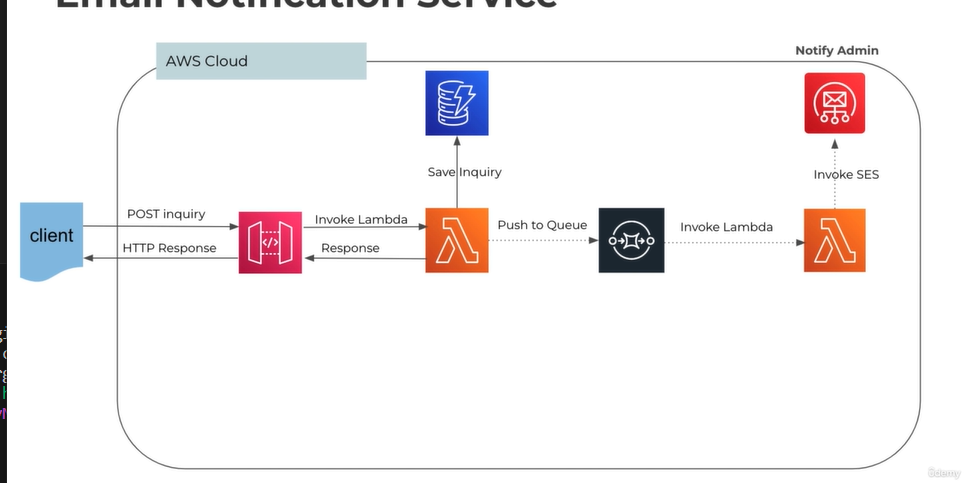 Email Notification Service
AWS Cloud
Notify Admin
Save Inquiry
Invoke SES
client
POST inquiry
HTTP Response
Invoke Lambda
Response
Push to Queue
Invoke Lambda
ûdemy